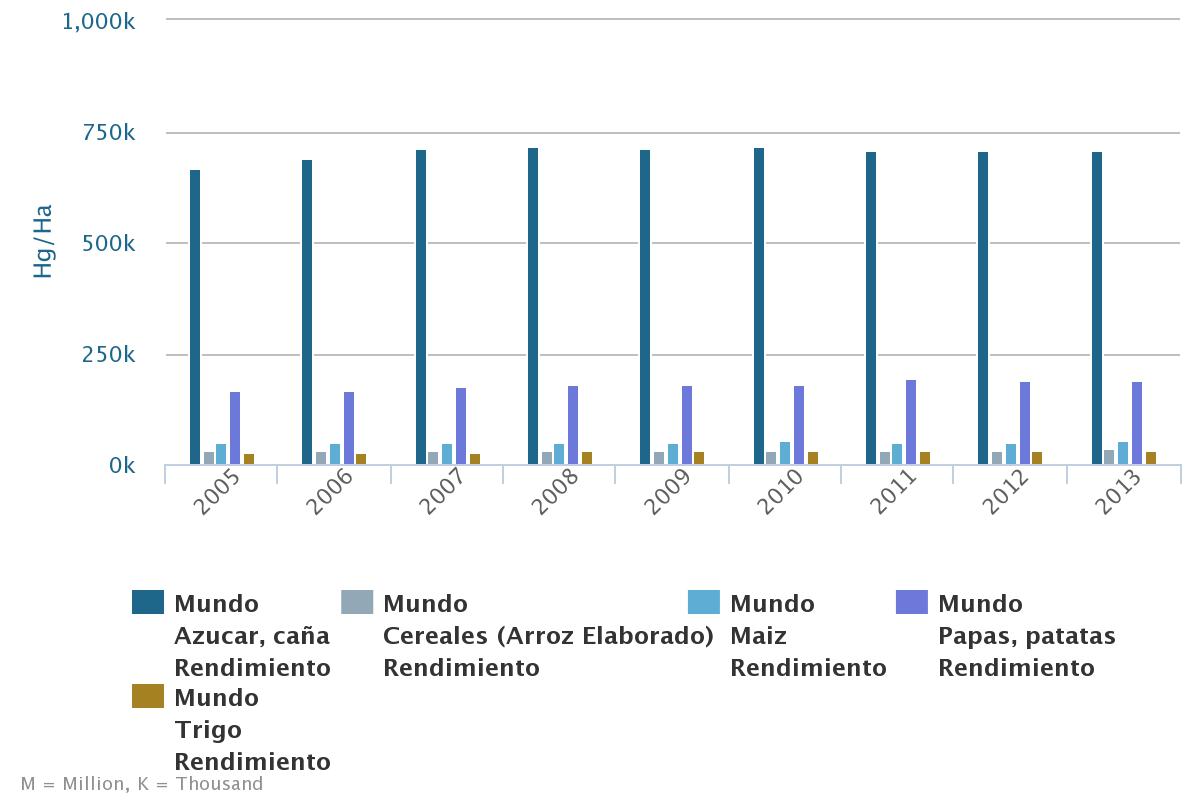 1,000k
750k
500k
250k
0k
Hg/Ha
2005
2006
2007
2008
2009
2010
2011
2012
2013
Mundo
Azucar, caña
Rendimiento
Mundo
Cereales (Arroz Elaborado)
Rendimiento
Mundo
Maiz
Rendimiento
Mundo
Papas, patatas
Rendimiento
Mundo
Trigo
Rendimiento
M = Million, K = Thousand